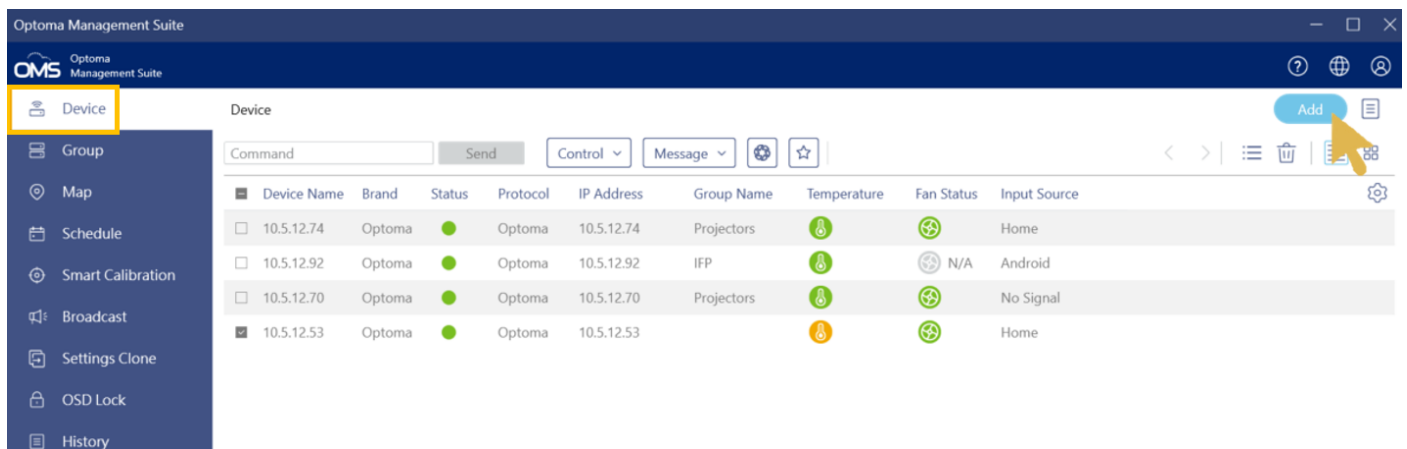 Optoma Management Suite
OMS Optoma
Management Suite
Device
Group
Map
Schedule
Smart Calibration
Broadcast
Settings Clone
OSD Lock
History
Device
Add
Command Send Control Message
Device Name Brand Status Protocol IP Address Group Name Temperature Fan Status Input Source
10.5.12.74 Optoma Optoma 10.5.12.74 Projectors Home
10.5.12.92 Optoma Optoma 10.5.12.92 IFP N/A Android
10.5.12.70 Optoma Optoma 10.5.12.70 Projectors No Signal
10.5.12.53 Optoma Optoma 10.5.12.53 Home